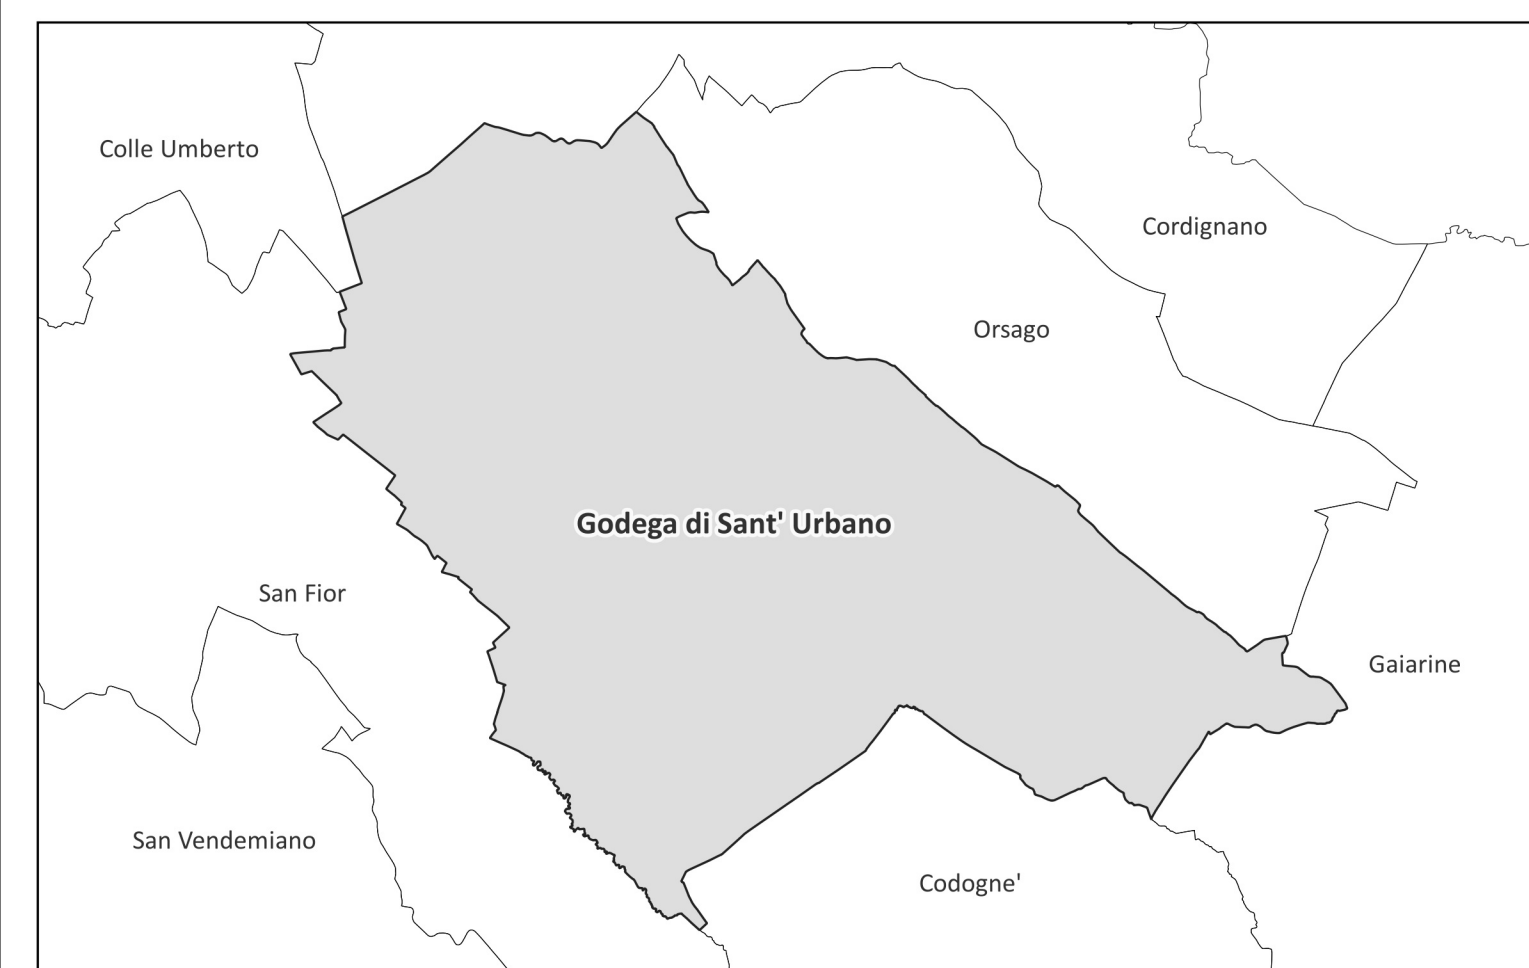 Colle Umberto
Cordignano
Orsago
Godega di Sant' Urbano
San Fior
Gaiarine
San Vendemiano
Codogne'